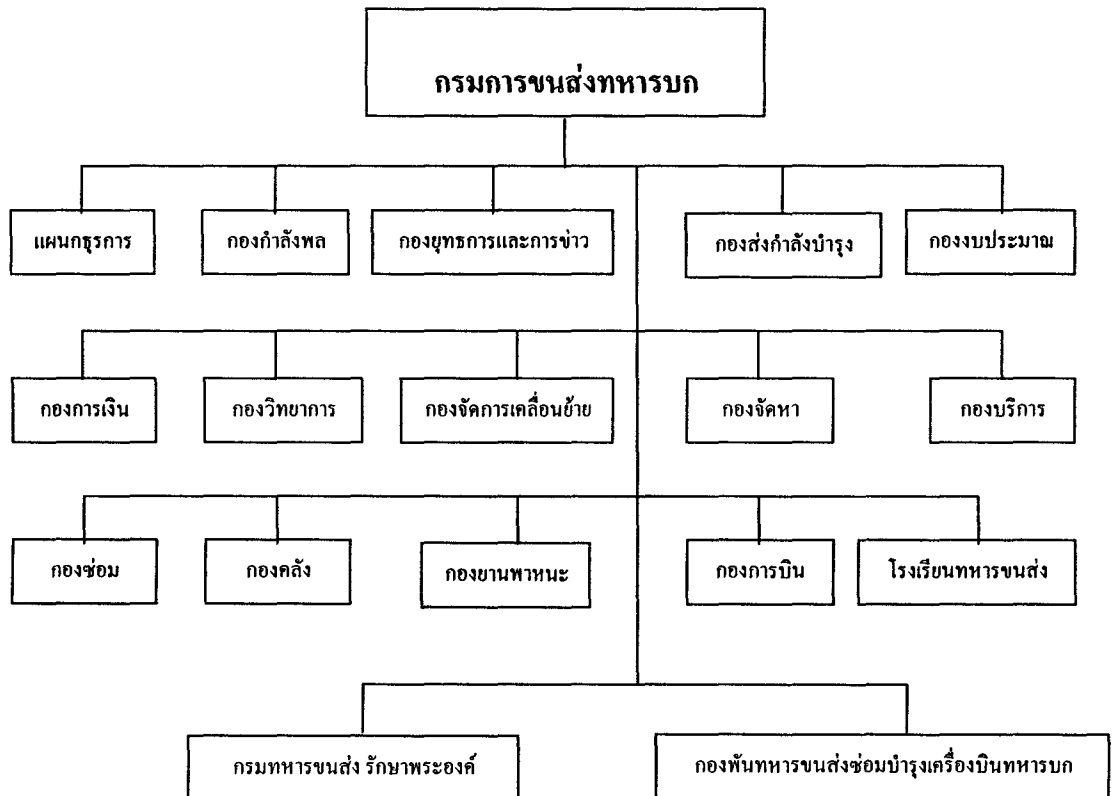 กรมการขนส่งทหารบก
แผนกธุรการ
กองกำลังพล
กองยุทธการและการข่าว
กองส่งกำลังบำรุง
กองงบประมาณ
กองการเงิน
กองวิทยาการ
กองจัดการเคลื่อนย้าย
กองจัดหา
กองบริการ
กองซ่อม
กองคลัง
กองยานพาหนะ
กองการบิน
โรงเรียนทหารขนส่ง
กรมทหารขนส่ง รักษาพระองค์
กองพันทหารขนส่งซ่อมบำรุงเครื่องบินทหารบก